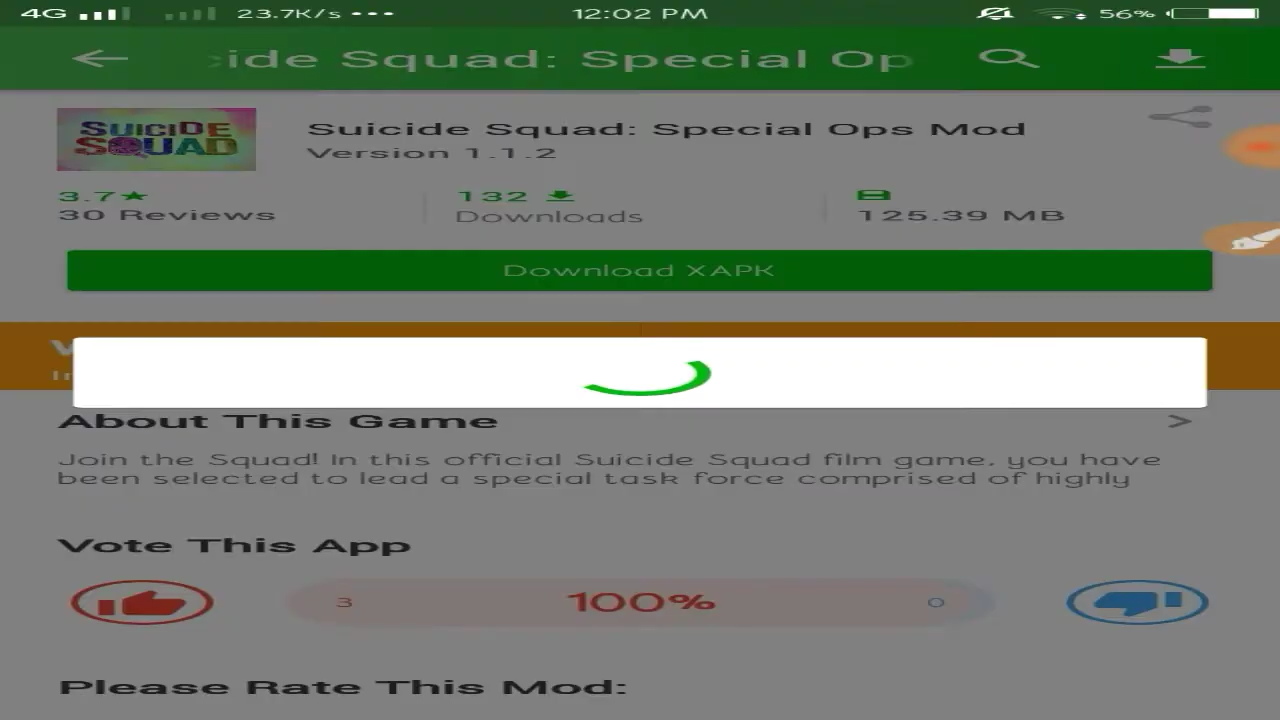 4G 23.7K/s ••• 12:02 PM 56%
ide Squad: Special Op
SUICIDE
SQUAD
Suicide Squad: Special Ops Mod
Version 1.1.2
3.7★ 132
30 Reviews Downloads 125.39 MB
Download XAPK
About This Game >
Join the Squad! In this official Suicide Squad film game, you have
been selected to lead a special task force comprised of highly
Vote This App
3 100% 0
Please Rate This Mod: